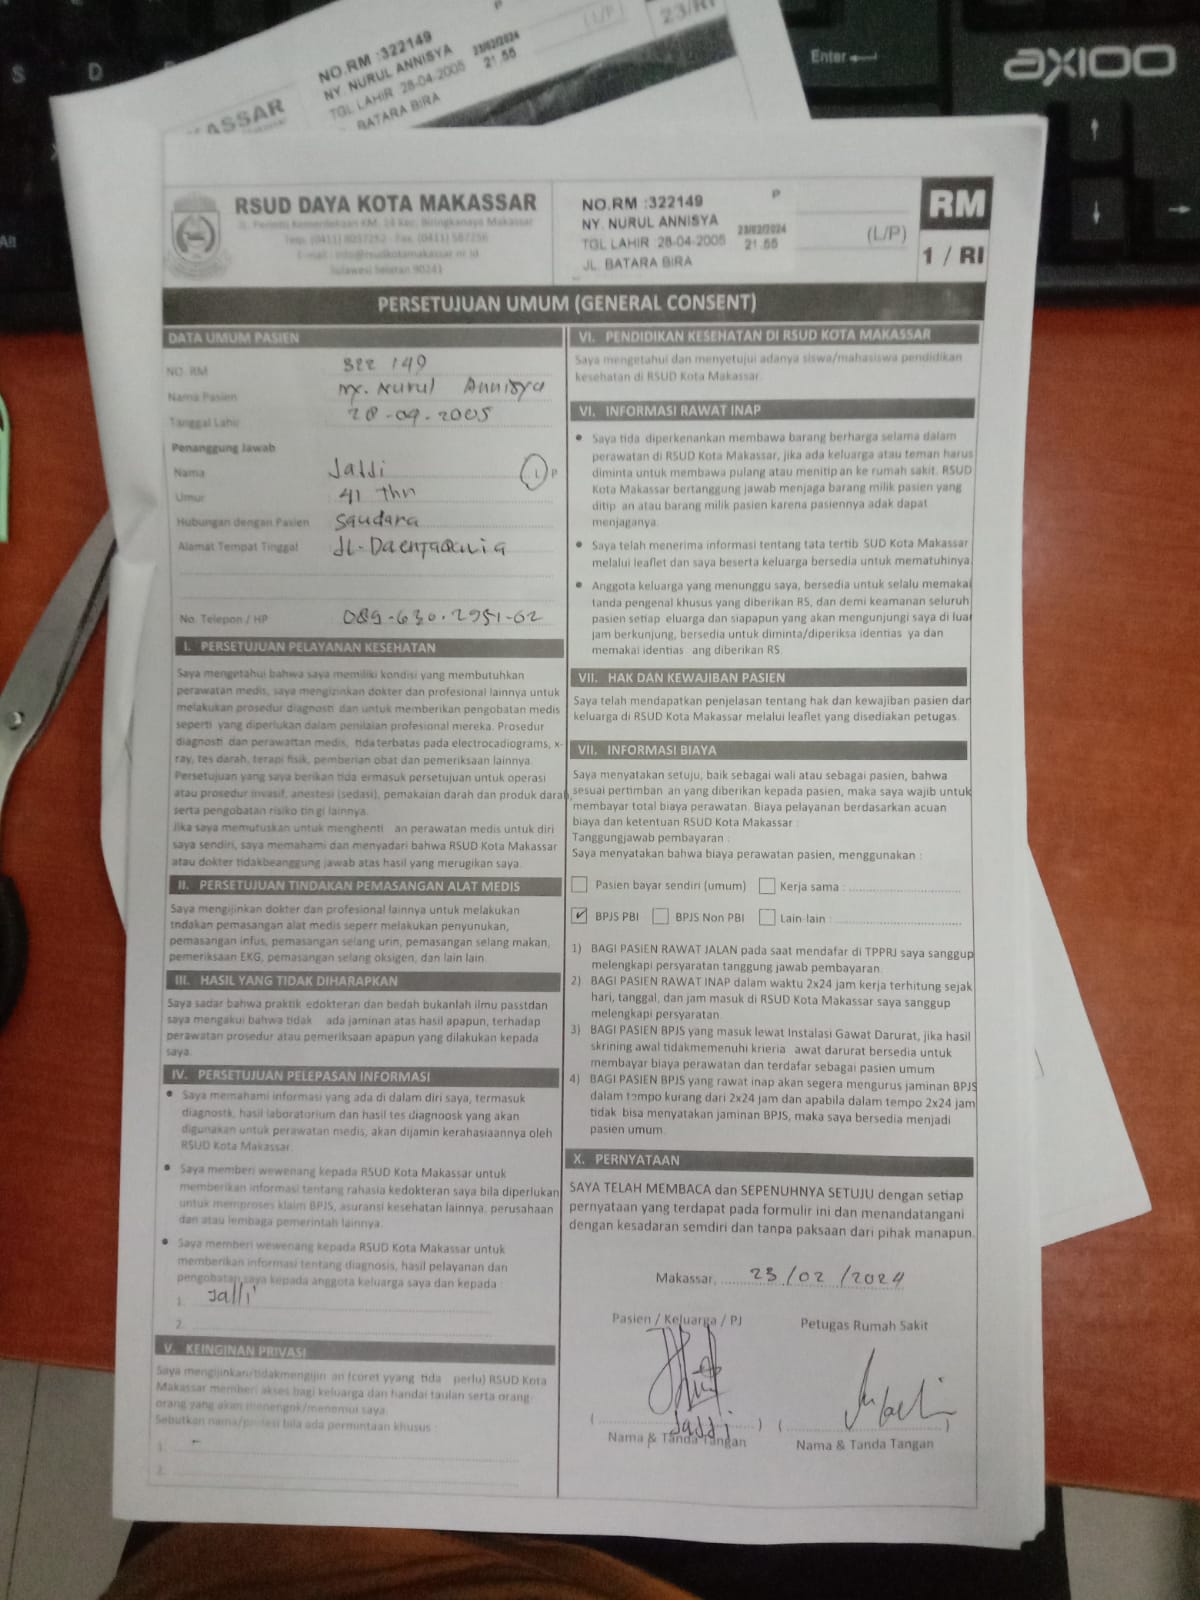 S
D
Enter
AXIOO
All
NO.RM :322149
NY. NURUL ANNISYA
TGL LAHIR 28-04-2005
BATARA BIRA
23/02/2024
21.55
P
(L/P)
23/RI
KASSAR
RSUD DAYA KOTA MAKASSAR
Sulawesi Selatan 90241
NO.RM :322149
NY. NURUL ANNISYA
TGL LAHIR : 28-04-2005
JL. BATARA BIRA
P
23/02/2024
21.55
(L/P)
RM
1 / RI
PERSETUJUAN UMUM (GENERAL CONSENT)
DATA UMUM PASIEN
NO. RM 322 149
Nama Pasien Ny. Nurul Annisya
Tanggal Lahir 28-04-2005
Penanggung Jawab
Nama Jalli L P
Umur 41 thn
Hubungan dengan Pasien Saudara
Alamat Tempat Tinggal Jl.
No. Telepon / HP 089-630-2951-62
I. PERSETUJUAN PELAYANAN KESEHATAN
Saya mengetahui bahwa saya memiliki kondisi yang membutuhkan
perawatan medis, saya mengizinkan dokter dan profesional lainnya untuk
melakukan prosedur diagnosti dan untuk memberikan pengobatan medis
seperti yang diperlukan dalam penilaian profesional mereka. Prosedur
diagnosti dan perawattan medis, tida terbatas pada electrocadiograms, x-
ray, tes darah, terapi fisik, pemberian obat dan pemeriksaan lainnya.
Persetujuan yang saya berikan tida ermasuk persetujuan untuk operasi
atau prosedur invasif, anestesi (sedasi), pemakaian darah dan produk darah,
serta pengobatan risiko tin gi lainnya.
Jika saya memutuskan untuk menghenti an perawatan medis untuk diri
saya sendiri, saya memahami dan menyadari bahwa RSUD Kota Makassar
atau dokter tidakbeanggung jawab atas hasil yang merugikan saya.
II. PERSETUJUAN TINDAKAN PEMASANGAN ALAT MEDIS
Saya mengijinkan dokter dan profesional lainnya untuk melakukan
tndakan pemasangan alat medis seperr melakukan penyunukan,
pemasangan infus, pemasangan selang urin, pemasangan selang makan,
pemeriksaan EKG, pemasangan selang oksigen, dan lain lain.
III. HASIL YANG TIDAK DIHARAPKAN
Saya sadar bahwa praktik edokteran dan bedah bukanlah ilmu passtdan
saya mengakui bahwa tidak ada jaminan atas hasil apapun, terhadap
perawatan prosedur atau pemeriksaan apapun yang dilakukan kepada
saya.
IV. PERSETUJUAN PELEPASAN INFORMASI
• Saya memahami informasi yang ada di dalam diri saya, termasuk
diagnostk, hasil laboratorium dan hasil tes diagnoosk yang akan
digunakan untuk perawatan medis, akan dijamin kerahasiaannya oleh
RSUD Kota Makassar.
• Saya memberi wewenang kepada RSUD Kota Makassar untuk
memberikan informasi tentang rahasia kedokteran saya bila diperlukan
untuk memproses klaim BPJS, asuransi kesehatan lainnya, perusahaan
dan atau lembaga pemerintah lainnya.
• Saya memberi wewenang kepada RSUD Kota Makassar untuk
memberikan informasi tentang diagnosis, hasil pelayanan dan
pengobatan saya kepada anggota keluarga saya dan kepada :
1. Jalli
2.
V. KEINGINAN PRIVASI
Saya mengijinkan/tidakmengijin an (coret yyang tida perlu) RSUD Kota
Makassar memberi akses bagi keluarga dan handai taulan serta orang-
orang yang akan menengnk/menemui saya.
Sebutkan nama/profesi bila ada permintaan khusus :
1. -
2.
VI. PENDIDIKAN KESEHATAN DI RSUD KOTA MAKASSAR
Saya mengetahui dan menyetujui adanya siswa/mahasiswa pendidikan
kesehatan di RSUD Kota Makassar.
VI. INFORMASI RAWAT INAP
• Saya tida diperkenankan membawa barang berharga selama dalam
perawatan di RSUD Kota Makassar, jika ada keluarga atau teman harus
diminta untuk membawa pulang atau menitip an ke rumah sakit. RSUD
Kota Makassar bertanggung jawab menjaga barang milik pasien yang
ditip an atau barang milik pasien karena pasiennya adak dapat
menjaganya.
• Saya telah menerima informasi tentang tata tertib SUD Kota Makassar
melalui leaflet dan saya beserta keluarga bersedia untuk mematuhinya
• Anggota keluarga yang menunggu saya, bersedia untuk selalu memakai
tanda pengenal khusus yang diberikan RS, dan demi keamanan seluruh
pasien setiap eluarga dan siapapun yang akan mengunjungi saya di luar
jam berkunjung, bersedia untuk diminta/diperiksa identias ya dan
memakai identias ang diberikan RS.
VII. HAK DAN KEWAJIBAN PASIEN
Saya telah mendapatkan penjelasan tentang hak dan kewajiban pasien dan
keluarga di RSUD Kota Makassar melalui leaflet yang disediakan petugas.
VII. INFORMASI BIAYA
Saya menyatakan setuju, baik sebagai wali atau sebagai pasien, bahwa
sesuai pertimban an yang diberikan kepada pasien, maka saya wajib untuk
membayar total biaya perawatan. Biaya pelayanan berdasarkan acuan
biaya dan ketentuan RSUD Kota Makassar :
Tanggungjawab pembayaran :
Saya menyatakan bahwa biaya perawatan pasien, menggunakan :
Pasien bayar sendiri (umum) Kerja sama :
✓ BPJS PBI BPJS Non PBI Lain-lain :
1) BAGI PASIEN RAWAT JALAN pada saat mendafar di TPPRJ saya sanggup
melengkapi persyaratan tanggung jawab pembayaran.
2) BAGI PASIEN RAWAT INAP dalam waktu 2x24 jam kerja terhitung sejak
hari, tanggal, dan jam masuk di RSUD Kota Makassar saya sanggup
melengkapi persyaratan.
3) BAGI PASIEN BPJS yang masuk lewat Instalasi Gawat Darurat, jika hasil
skrining awal tidakmemenuhi krieria awat darurat bersedia untuk
membayar biaya perawatan dan terdafar sebagai pasien umum
4) BAGI PASIEN BPJS yang rawat inap akan segera mengurus jaminan BPJS
dalam tempo kurang dari 2x24 jam dan apabila dalam tempo 2x24 jam
tidak bisa menyatakan jaminan BPJS, maka saya bersedia menjadi
pasien umum.
X. PERNYATAAN
SAYA TELAH MEMBACA dan SEPENUHNYA SETUJU dengan setiap
pernyataan yang terdapat pada formulir ini dan menandatangani
dengan kesadaran semdiri dan tanpa paksaan dari pihak manapun.
Makassar, 23/02/2024
Pasien / Keluarga / PJ Petugas Rumah Sakit
( Jalli ) ( )
Nama & Tanda Tangan Nama & Tanda Tangan